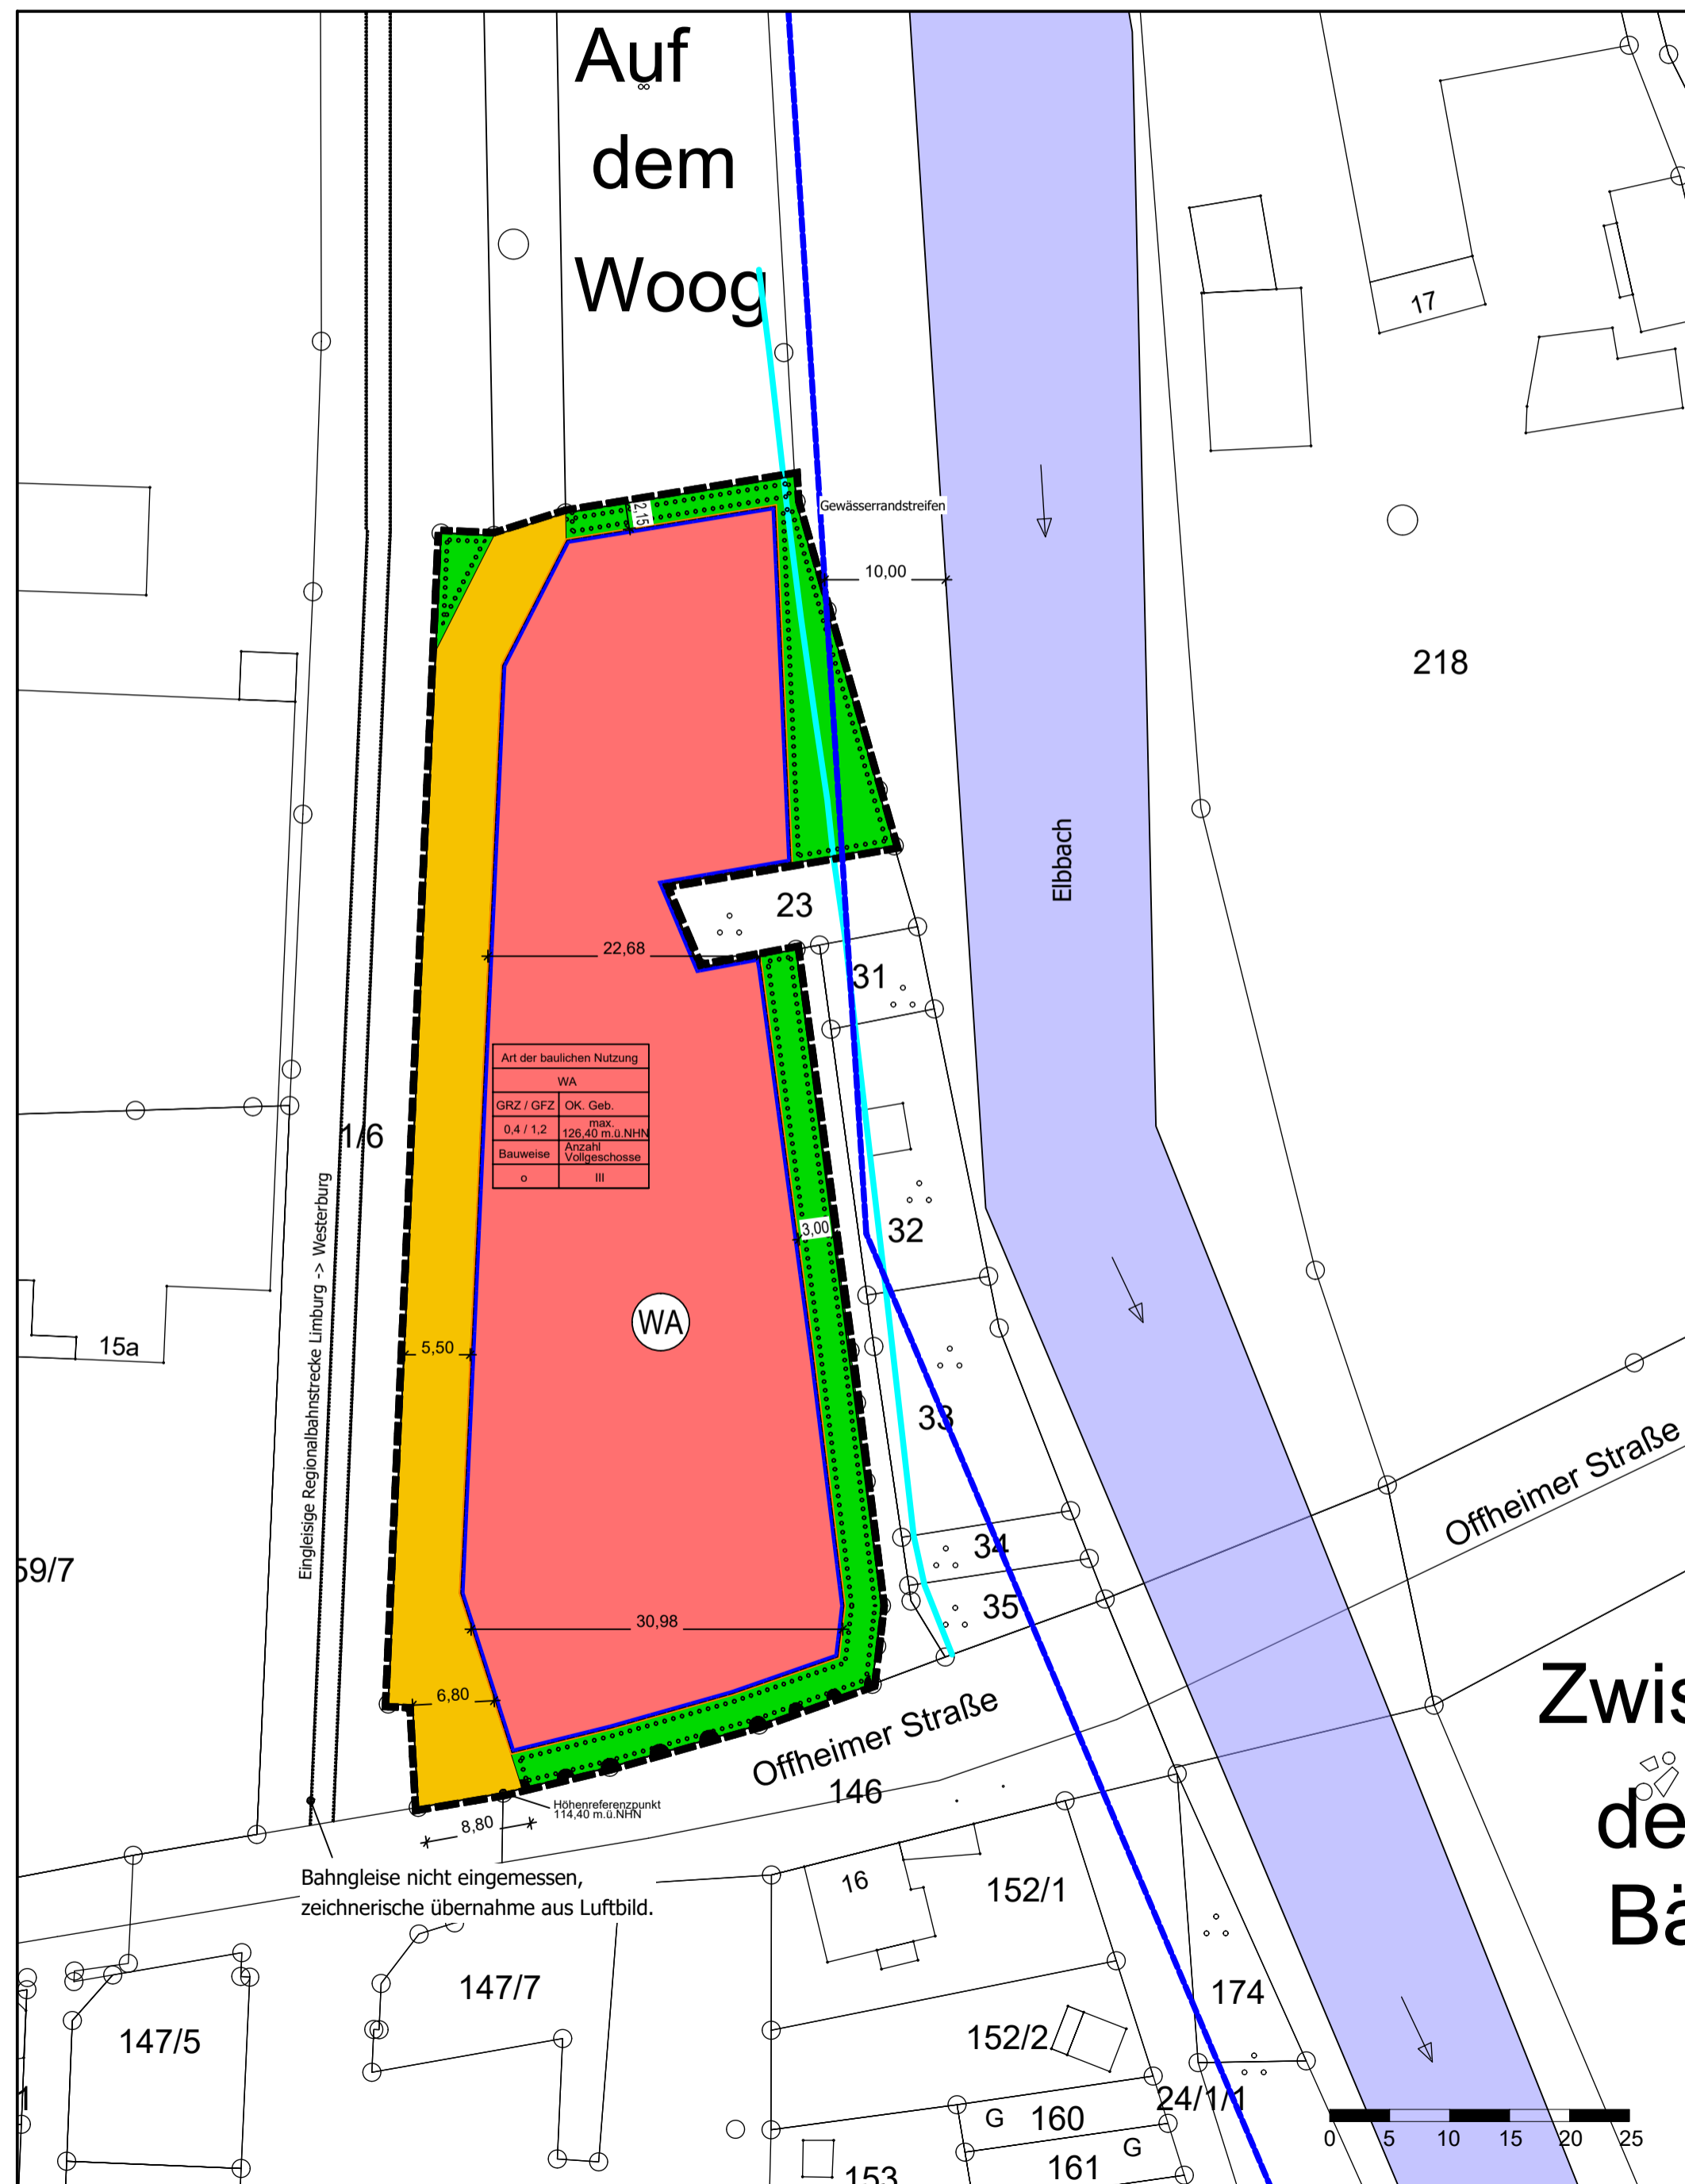 Auf
dem
Woog
17
2,15
Gewässerrandstreifen
10,00
218
Elbbach
23
22,68
31
Art der baulichen Nutzung
WA
GRZ / GFZ
OK. Geb.
0,4 / 1,2
max.
126,40 m.ü.NHN
Bauweise
Anzahl
Vollgeschosse
o
III
1/6
Eingleisige Regionalbahnstrecke Limburg -> Westerburg
3,00
32
WA
15a
5,50
33
Offheimer Straße
34
59/7
35
30,98
6,80
Offheimer Straße
146
Höhenreferenzpunkt
114,40 m.ü.NHN
8,80
Zwis
de
Bä
Bahngleise nicht eingemessen,
zeichnerische übernahme aus Luftbild.
16
152/1
147/7
174
147/5
152/2
24/1/1
1
G
160
G
161
153
0 5 10 15 20 25